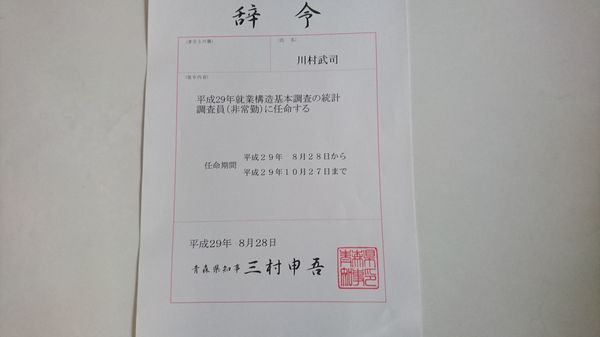 辞令
(氏名)
川村武司
平成29年就業構造基本調査の統計
調査員(非常勤)に任命する
任命期間
平成29年 8月28日から
平成29年10月27日まで
平成29年 8月28日
青森県知事 三村申吾